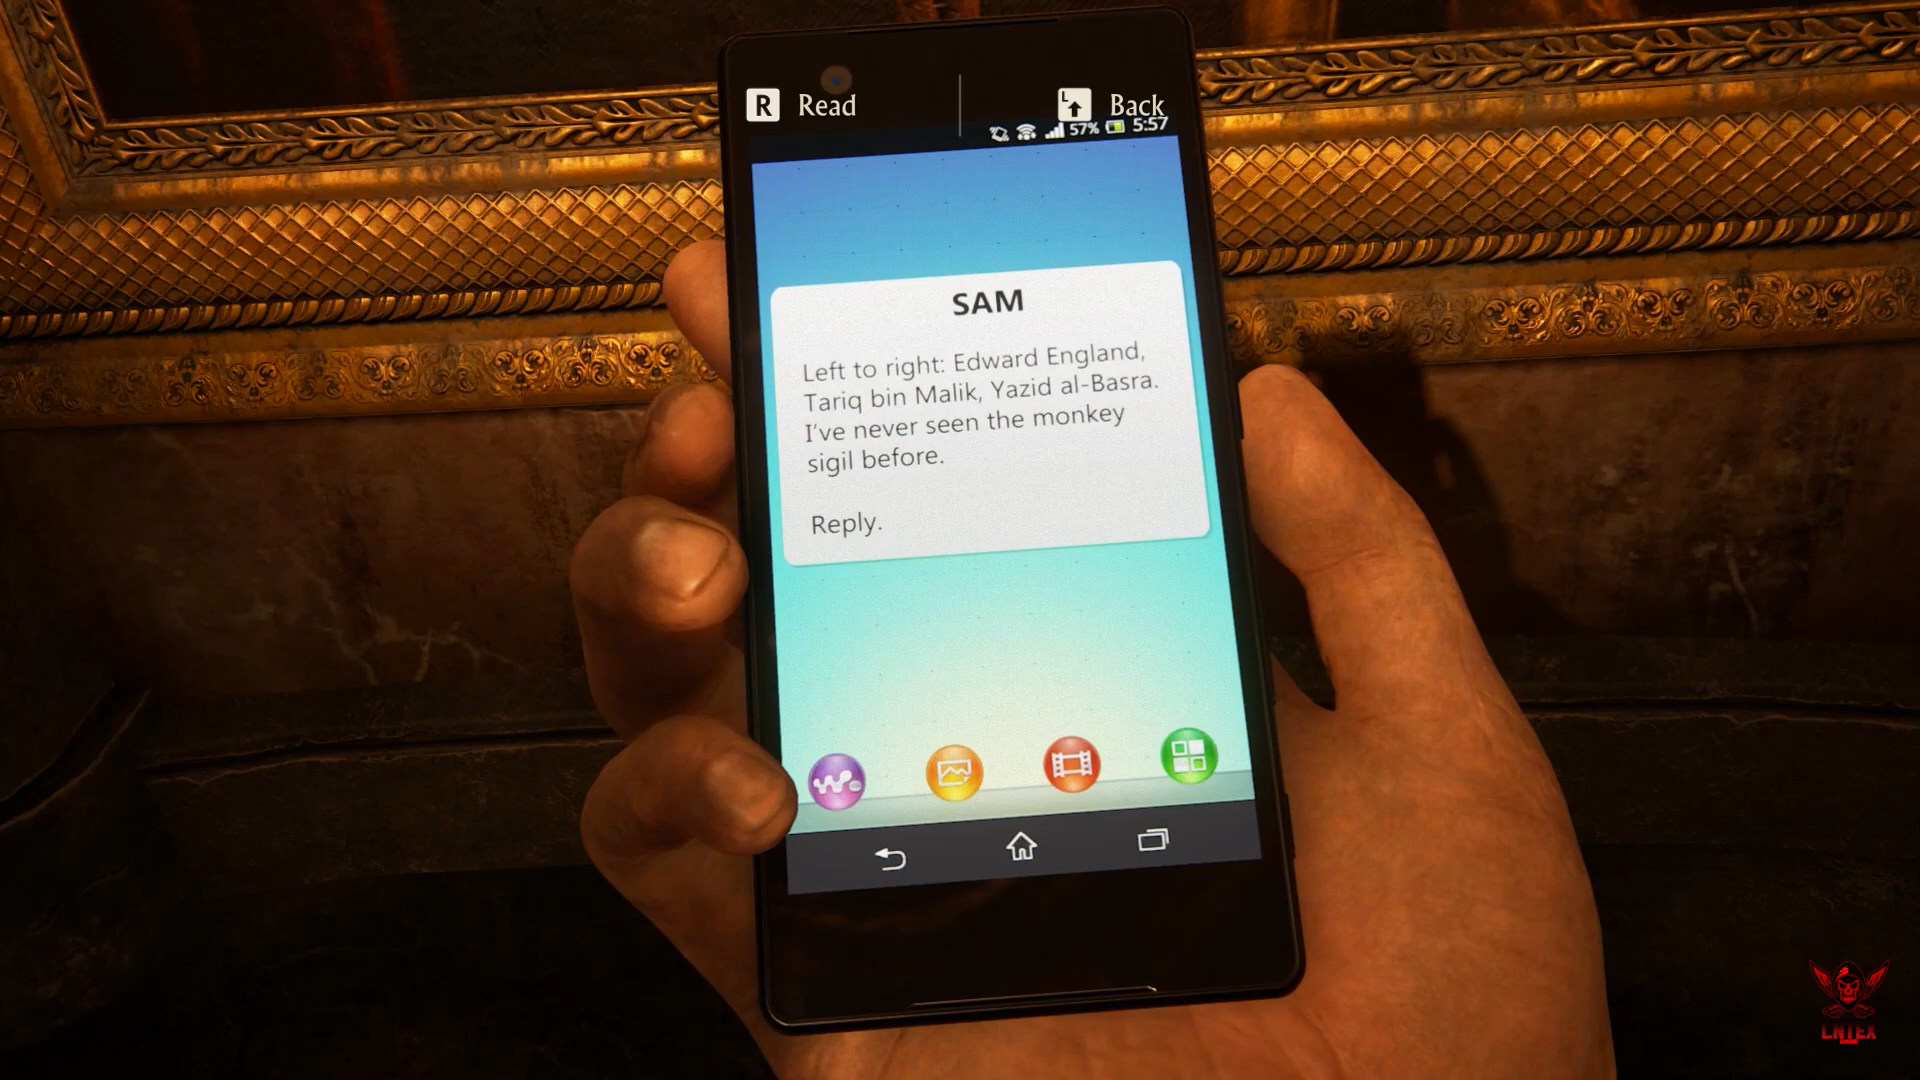 R Read
L Back
57% 5:57
SAM
Left to right: Edward England,
Tariq bin Malik, Yazid al-Basra.
I've never seen the monkey
sigil before.
Reply.